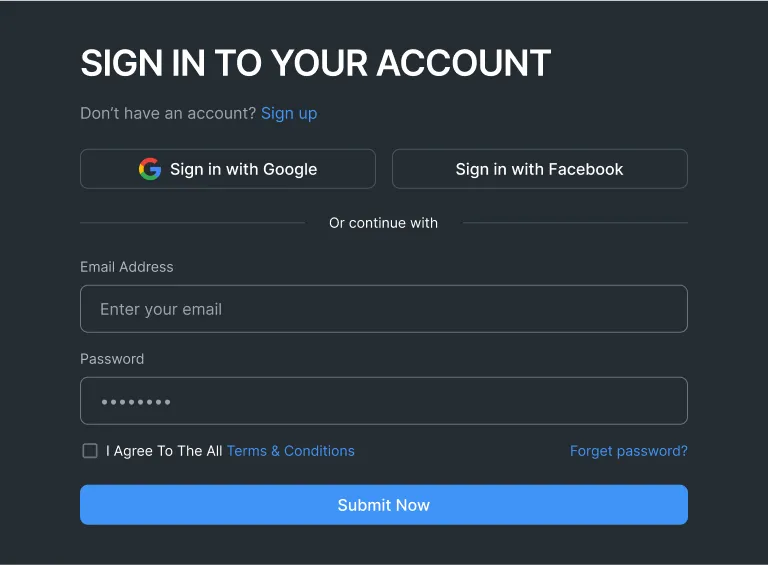 SIGN IN TO YOUR ACCOUNT
Don't have an account? Sign up
Sign in with Google
Sign in with Facebook
Or continue with
Email Address
Enter your email
Password
••••••••
I Agree To The All Terms & Conditions
Forget password?
Submit Now